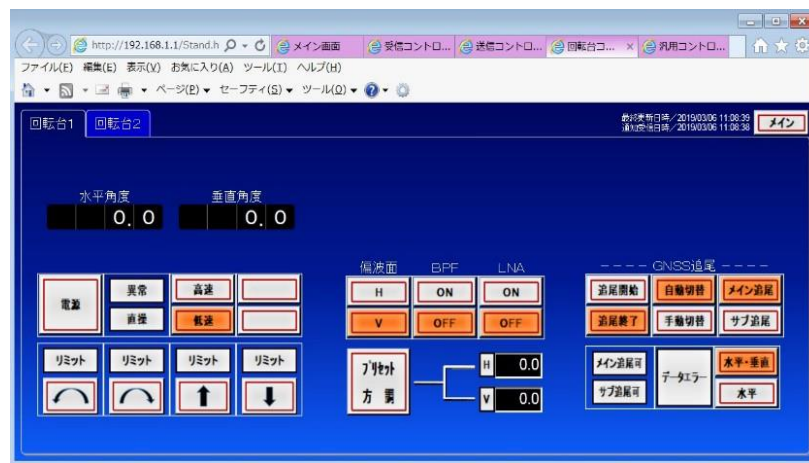 http://192.168.1.1/Stand.h
メイン画面
受信コントロ...
送信コントロ...
回転台コ...
汎用コントロ...
ファイル(F) 編集(E) 表示(V) お気に入り(A) ツール(T) ヘルプ(H)
ページ(P) セーフティ(S) ツール(O)
回転台1 回転台2
最終更新日時/2019/03/06 11:08:39
通知受信日時/2019/03/06 11:08:38
メイン
水平角度 垂直角度
0.0 0.0
偏波面 BPF LNA
---- GNSS追尾 ----
電源 異常 高速
直操 低速
H ON ON
V OFF OFF
追尾開始 自動切替 メイン追尾
追尾終了 手動切替 サブ追尾
リミット リミット リミット リミット
プリセット
方 H 0.0
V 0.0
メイン追尾可 データエラー 水平・垂直
サブ追尾可 水平